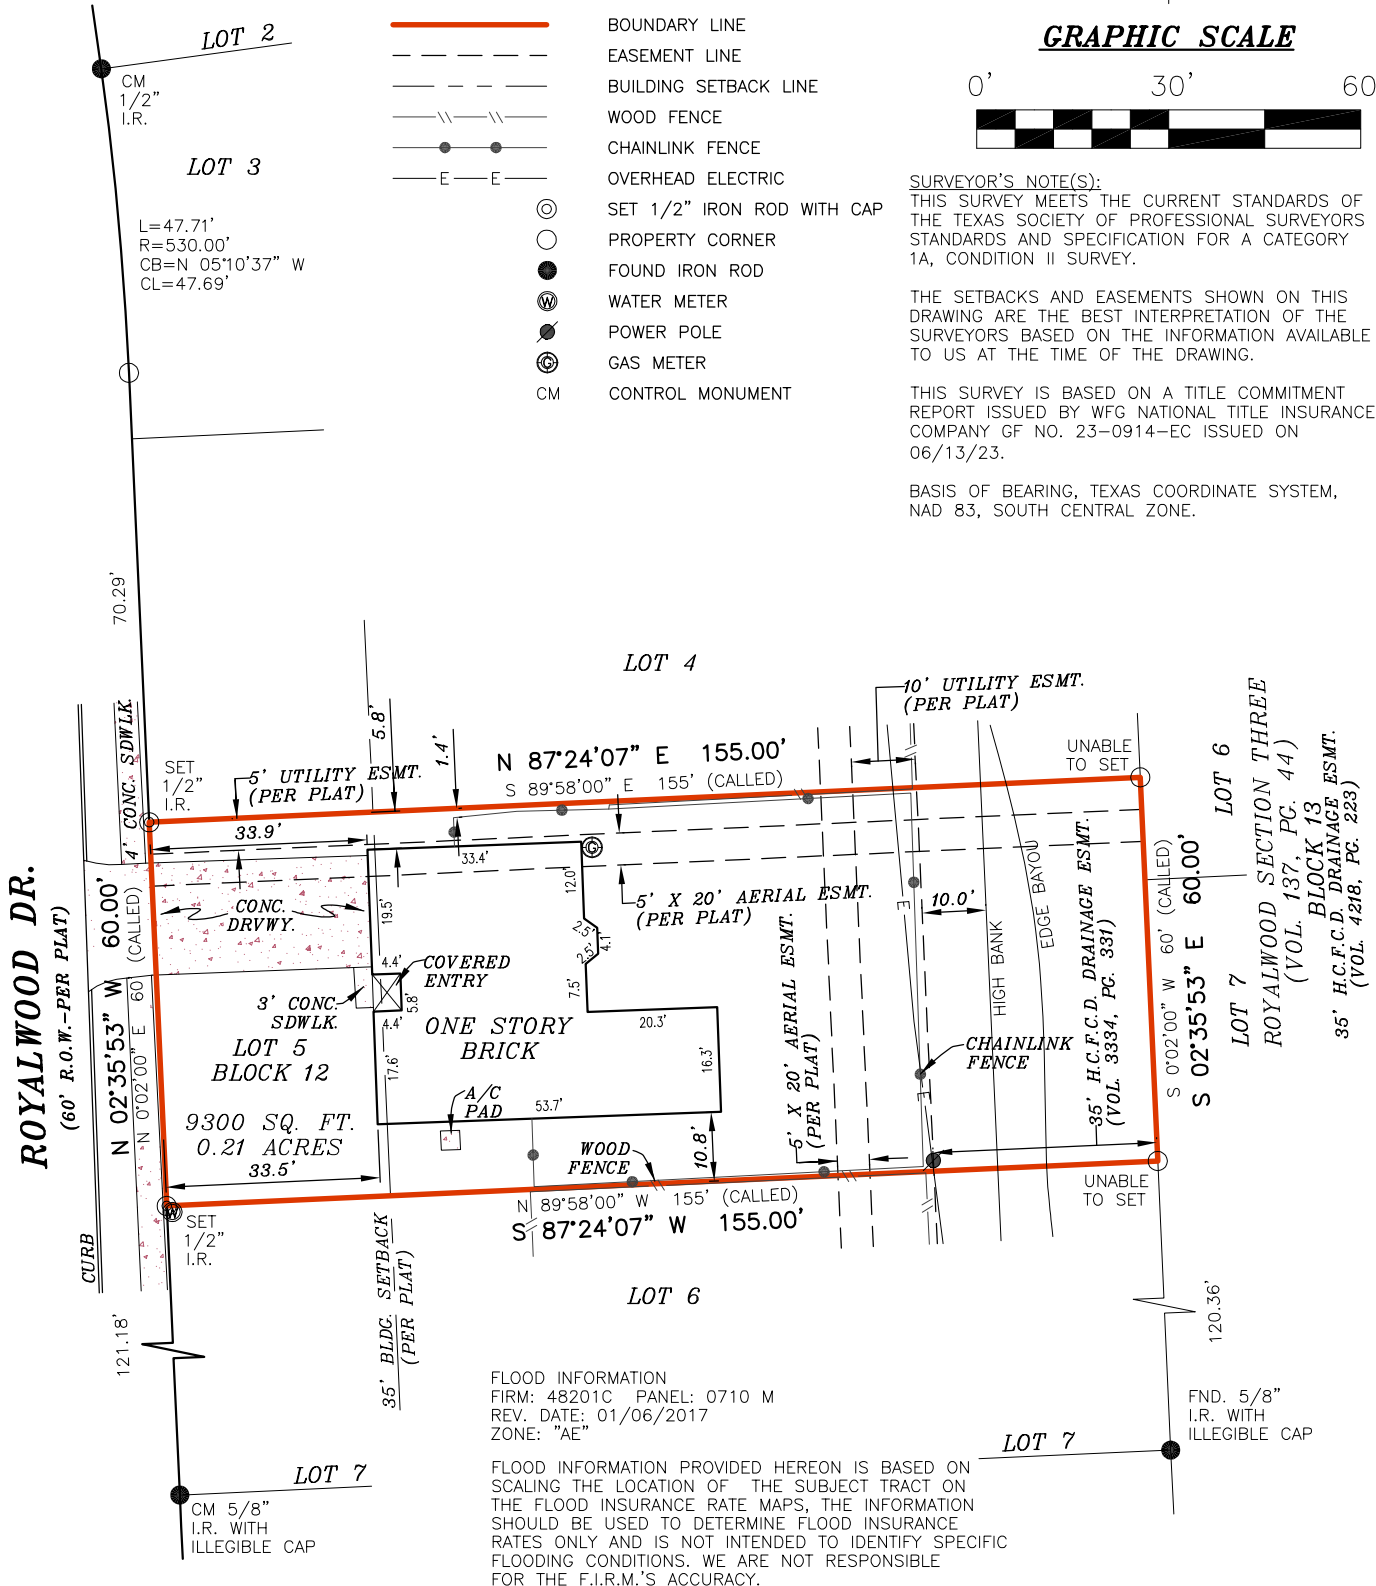 LOT 2
CM
1/2"
I.R.
LOT 3
L=47.71'
R=530.00'
CB=N 05°10'37" W
CL=47.69'
BOUNDARY LINE
EASEMENT LINE
BUILDING SETBACK LINE
WOOD FENCE
CHAINLINK FENCE
E E OVERHEAD ELECTRIC
SET 1/2" IRON ROD WITH CAP
PROPERTY CORNER
FOUND IRON ROD
W WATER METER
POWER POLE
G GAS METER
CM CONTROL MONUMENT
GRAPHIC SCALE
0' 30' 60
SURVEYOR'S NOTE(S):
THIS SURVEY MEETS THE CURRENT STANDARDS OF
THE TEXAS SOCIETY OF PROFESSIONAL SURVEYORS
STANDARDS AND SPECIFICATION FOR A CATEGORY
1A, CONDITION II SURVEY.
THE SETBACKS AND EASEMENTS SHOWN ON THIS
DRAWING ARE THE BEST INTERPRETATION OF THE
SURVEYORS BASED ON THE INFORMATION AVAILABLE
TO US AT THE TIME OF THE DRAWING.
THIS SURVEY IS BASED ON A TITLE COMMITMENT
REPORT ISSUED BY WFG NATIONAL TITLE INSURANCE
COMPANY GF NO. 23-0914-EC ISSUED ON
06/13/23.
BASIS OF BEARING, TEXAS COORDINATE SYSTEM,
NAD 83, SOUTH CENTRAL ZONE.
70.29'
LOT 4
10' UTILITY ESMT.
(PER PLAT)
5.8'
1.4'
N 87°24'07" E 155.00'
S 89°58'00" E 155' (CALLED)
UNABLE
TO SET
4' CONC. SDWLK.
SET
1/2"
I.R.
5' UTILITY ESMT.
(PER PLAT)
33.9'
33.4'
12.0'
G
5' X 20' AERIAL ESMT.
(PER PLAT)
CONC.
DRVWY.
19.5'
2.5'
4.1'
2.5'
7.5'
4.4'
COVERED
ENTRY
5.8'
4.4'
3' CONC.
SDWLK.
ONE STORY
BRICK
20.3'
16.3'
17.6'
53.7'
A/C
PAD
LOT 5
BLOCK 12
9300 SQ. FT.
0.21 ACRES
33.5'
WOOD
FENCE
10.8'
5' X 20' AERIAL ESMT.
(PER PLAT)
E
E
10.0'
HIGH BANK
EDGE BAYOU
CHAINLINK
FENCE
35' H.C.F.C.D. DRAINAGE ESMT.
(VOL. 3334, PG. 331)
S 0°02'00" W 60' (CALLED)
S 02°35'53" E 60.00'
LOT 6
LOT 7
ROYALWOOD SECTION THREE
(VOL. 137, PG. 44)
BLOCK 13
35' H.C.F.C.D. DRAINAGE ESMT.
(VOL. 4218, PG. 223)
ROYALWOOD DR.
(60' R.O.W.-PER PLAT)
N 02°35'53" W 60.00'
N 0°02'00" E 60' (CALLED)
W
SET
1/2"
I.R.
N 89°58'00" W 155' (CALLED)
S 87°24'07" W 155.00'
UNABLE
TO SET
CURB
35' BLDG. SETBACK
(PER PLAT)
LOT 6
121.18'
120.36'
FLOOD INFORMATION
FIRM: 48201C PANEL: 0710 M
REV. DATE: 01/06/2017
ZONE: "AE"
FND. 5/8"
I.R. WITH
ILLEGIBLE CAP
LOT 7
LOT 7
CM 5/8"
I.R. WITH
ILLEGIBLE CAP
FLOOD INFORMATION PROVIDED HEREON IS BASED ON
SCALING THE LOCATION OF THE SUBJECT TRACT ON
THE FLOOD INSURANCE RATE MAPS, THE INFORMATION
SHOULD BE USED TO DETERMINE FLOOD INSURANCE
RATES ONLY AND IS NOT INTENDED TO IDENTIFY SPECIFIC
FLOODING CONDITIONS. WE ARE NOT RESPONSIBLE
FOR THE F.I.R.M.'S ACCURACY.